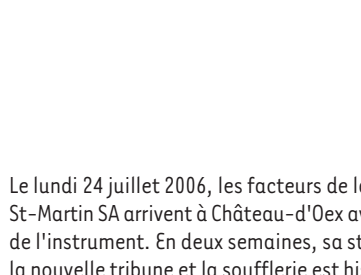 Le lundi 24 juillet 2006, les facteurs de
St-Martin SA arrivent à Château-d'Oex
de l'instrument. En deux semaines, sa
la nouvelle tribune et la soufflerie est